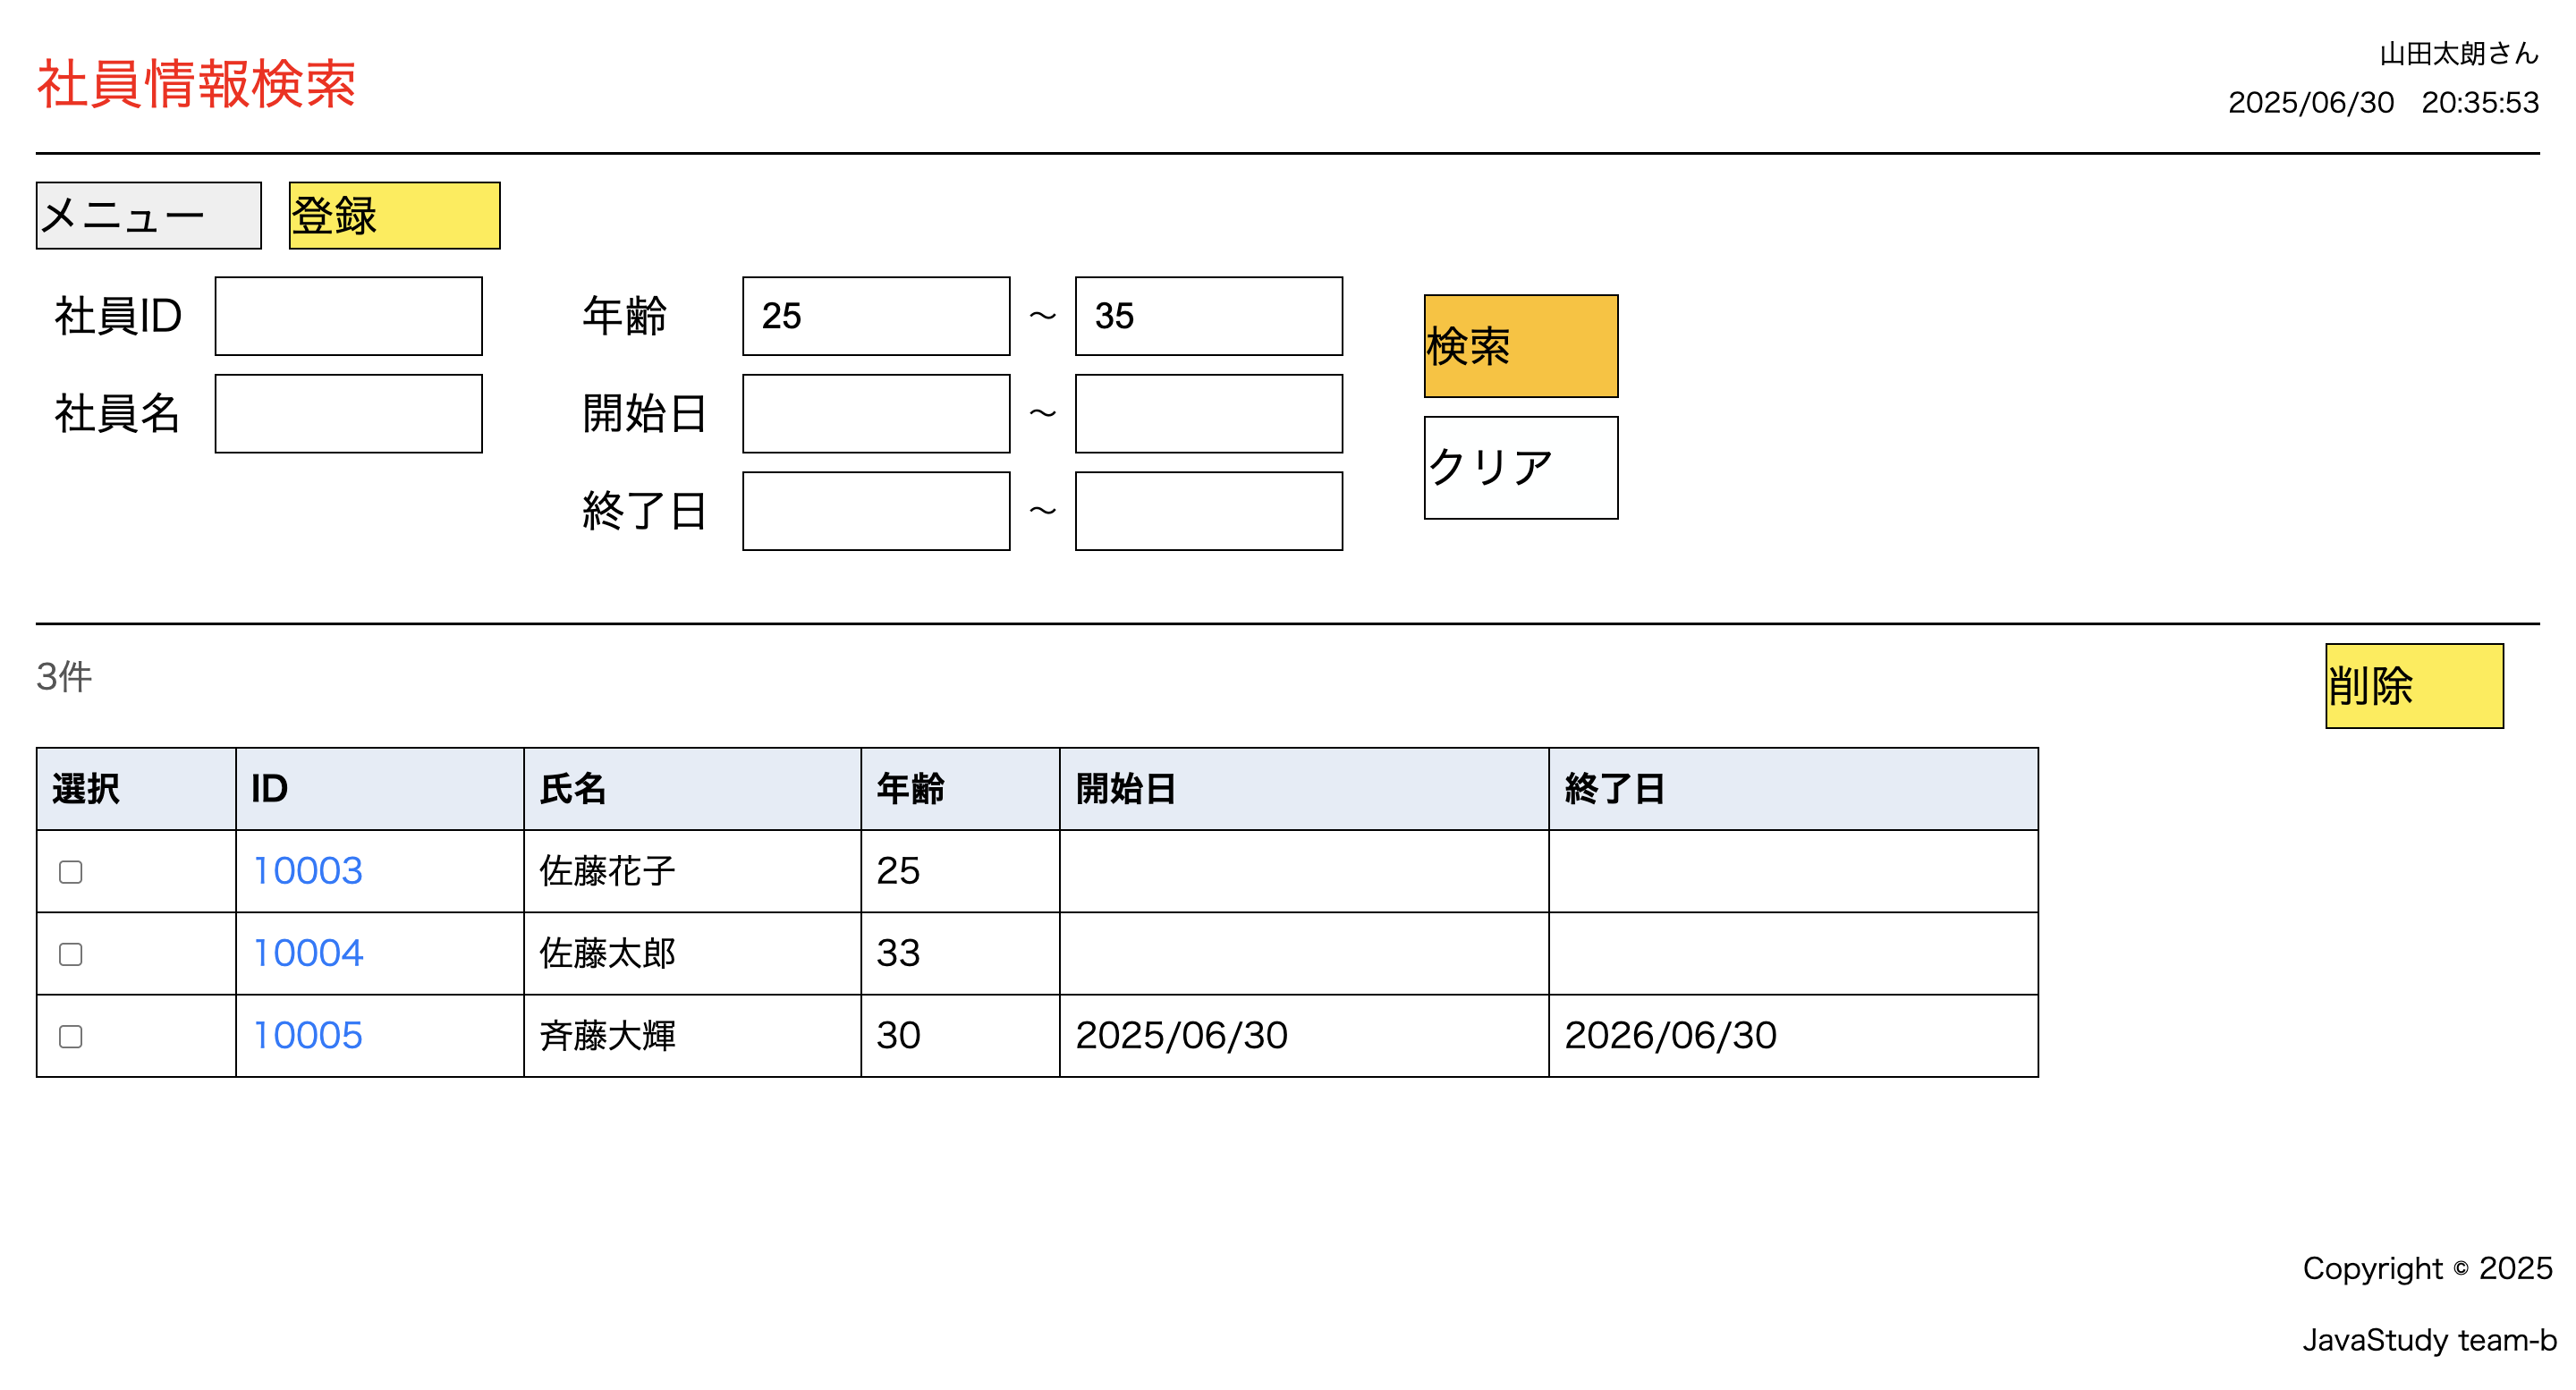 社員情報検索
山田太朗さん
2025/06/30 20:35:53
メニュー 登録
社員ID 年齢 25 ～ 35
検索
社員名 開始日 ～
クリア
終了日 ～
3件 削除
選択 ID 氏名 年齢 開始日 終了日
10003 佐藤花子 25
10004 佐藤太郎 33
10005 斉藤大輝 30 2025/06/30 2026/06/30
Copyright © 2025
JavaStudy team-b